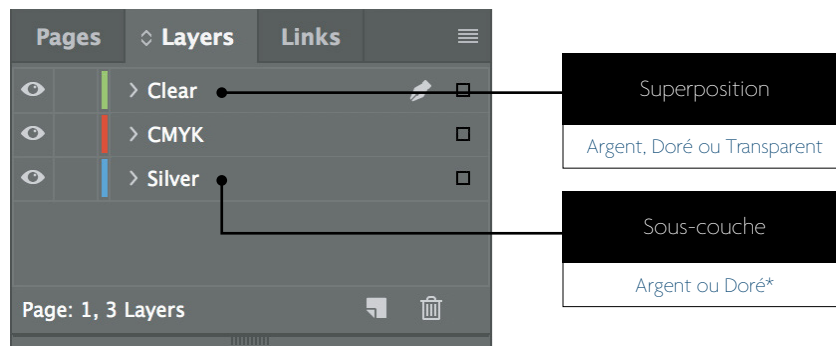 Pages Layers Links
Clear
CMYK
Silver
Page: 1, 3 Layers
Superposition
Argent, Doré ou Transparent
Sous-couche
Argent ou Doré*